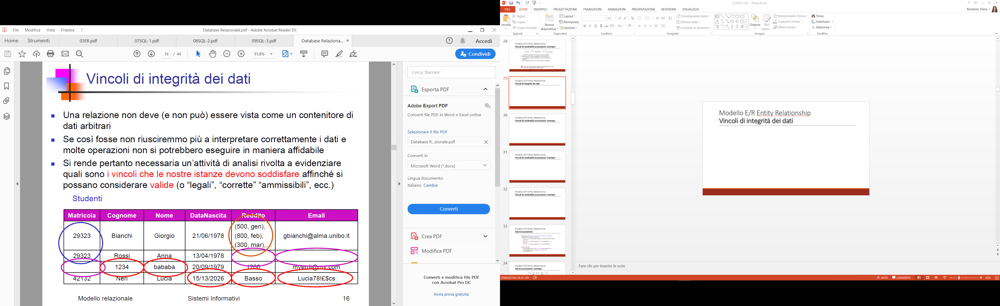 File Modifica Vista Finestra ?
Database Relazionale.pdf - Adobe Acrobat Reader DC
Home Strumenti 03ER.pdf 07SQL-1.pdf 08SQL-2.pdf 09SQL-3.pdf Database Relaziona... × Accedi
16 / 44 91,8% Condividi
Vincoli di integrità dei dati
Una relazione non deve (e non può) essere vista come un contenitore di
dati arbitrari
Se così fosse non riusciremmo più a interpretare correttamente i dati e
molte operazioni non si potrebbero eseguire in maniera affidabile
Si rende pertanto necessaria un'attività di analisi rivolta a evidenziare
quali sono i vincoli che le nostre istanze devono soddisfare affinché si
possano considerare valide (o "legali", "corrette" "ammissibili", ecc.)
Studenti
Matricola Cognome Nome DataNascita Reddito Email
29323 Bianchi Giorgio 21/06/1978 (500, gen), (800, feb), (300, mar),... gbianchi@alma.unibo.it
29323 Rossi Anna 13/04/1978
1234 bababa 20/09/1979 1200 mverdi@my.com
42132 Neri Lucia 15/13/2026 Basso Lucia78!£$cs
Modello relazionale Sistemi Informativi 16
Cerca 'Barrare'
Esporta PDF
Adobe Export PDF
Converti file PDF in Word o Excel online
Selezionare il file PDF
Database R...zionale.pdf
Converti in
Microsoft Word (*.docx)
Lingua documento:
Italiano Cambia
Converti
Crea PDF
Modifica PDF
Converti e modifica file PDF
con Acrobat Pro DC
Avvia prova gratuita
CORSO SQL - PowerPoint
FILE HOME INSERISCI PROGETTAZIONE TRANSIZIONI ANIMAZIONI PRESENTAZIONE REVISIONE VISUALIZZA
Bonanno Daria
Incolla
Taglia
Copia
Copia formato
Appunti
Nuova
diapositiva
Layout
Reimposta
Sezione
Diapositive
43
G C S S abc AV Aa A
Carattere
Orientamento testo
Allinea testo
Converti in SmartArt
Paragrafo
Disponi
Stili
veloci
Riempimento forma
Contorno forma
Effetti forma
Disegno
Trova
Sostituisci
Seleziona
Modifica
28
Modello E/R Entity Relationship
Vincoli di cardinalità associazioni: esempio
29
Modello E/R Entity Relationship
Vincoli di integrità dei dati
30
Modello E/R Entity Relationship
Vincoli di cardinalità associazioni: esempio
31
Modello E/R Entity Relationship
Vincoli di cardinalità associazioni: esempio
32
Modello E/R Entity Relationship
Vincoli di cardinalità associazioni: esempio
33
Modello E/R Entity Relationship
Tipi di associazioni
34
Modello E/R Entity Relationship
Tipi di associazioni: esempio
Modello E/R Entity Relationship
Vincoli di integrità dei dati
Fare clic per inserire le note
DIAPOSITIVA 29 DI 120
NOTE COMMENTI 50%